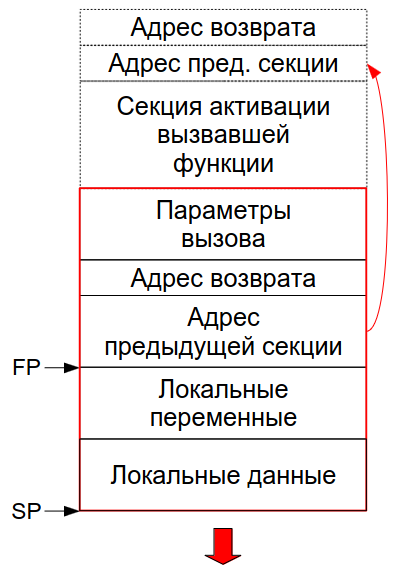 Адрес возврата
Адрес пред. секции
Секция активации
вызвавшей
функции
Параметры
вызова
Адрес возврата
Адрес
предыдущей секции
FP
Локальные
переменные
Локальные данные
SP